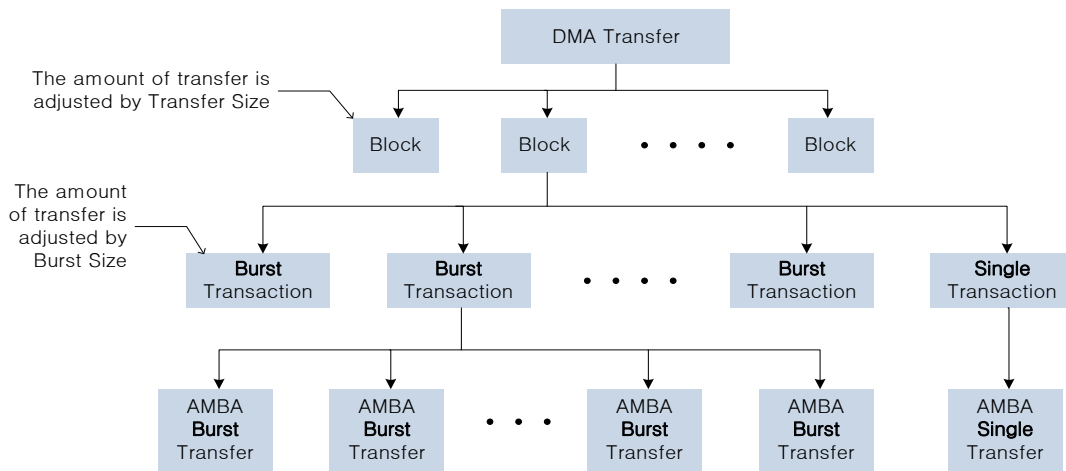 DMA Transfer
The amount of transfer is
adjusted by Transfer Size
Block
Block
Block
The amount
of transfer is
adjusted by
Burst Size
Burst
Transaction
Burst
Transaction
Burst
Transaction
Single
Transaction
AMBA
Burst
Transfer
AMBA
Burst
Transfer
AMBA
Burst
Transfer
AMBA
Burst
Transfer
AMBA
Single
Transfer